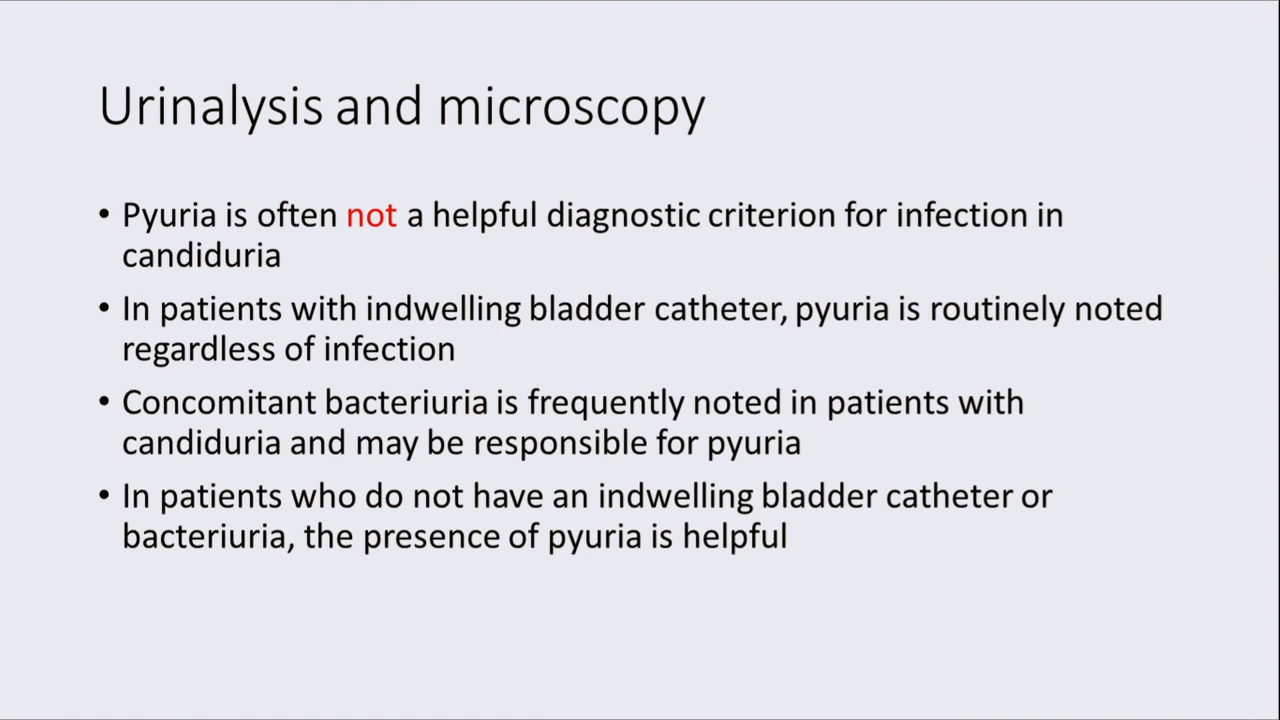 Urinalysis and microscopy
• Pyuria is often not a helpful diagnostic criterion for infection in
candiduria
• In patients with indwelling bladder catheter, pyuria is routinely noted
regardless of infection
• Concomitant bacteriuria is frequently noted in patients with
candiduria and may be responsible for pyuria
• In patients who do not have an indwelling bladder catheter or
bacteriuria, the presence of pyuria is helpful